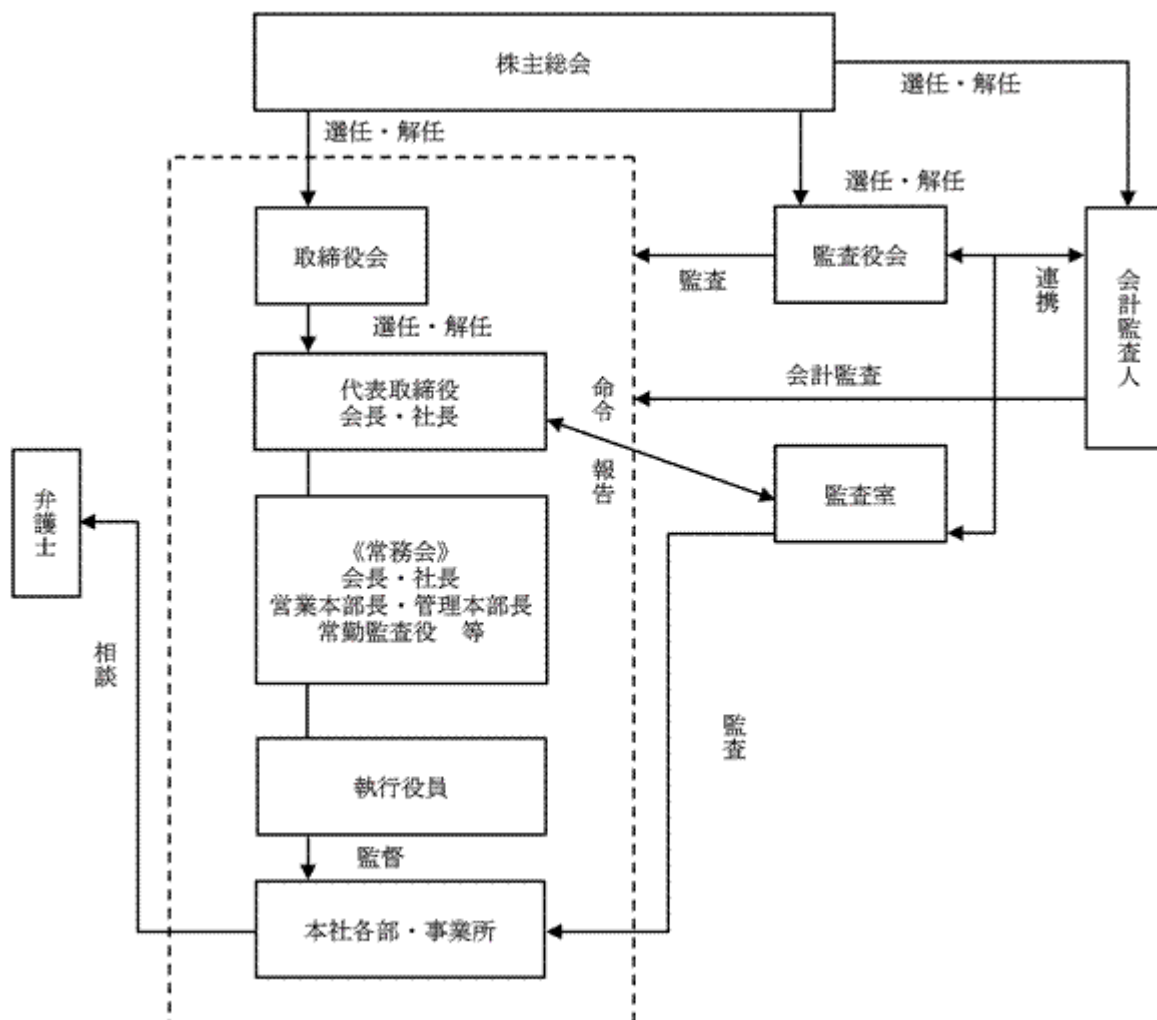 株主総会
選任・解任
選任・解任
選任・解任
取締役会
監査役会
監査
連携
会計監査人
選任・解任
代表取締役
会長・社長
会計監査
命令
報告
監査室
弁護士
《常務会》
会長・社長
営業本部長・管理本部長
常勤監査役　等
相談
監査
執行役員
監督
本社各部・事業所